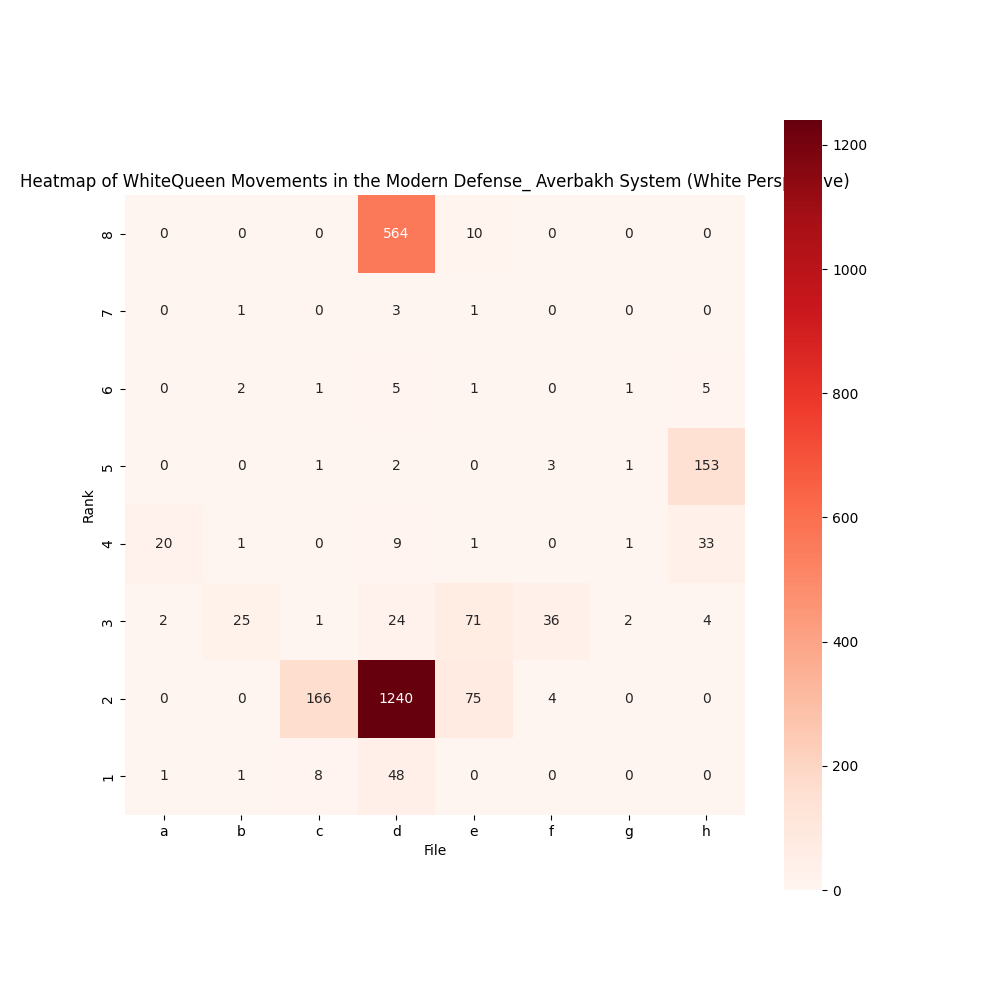 Heatmap of WhiteQueen Movements in the Modern Defense_ Averbakh System (White Perspective)
1200
8 0 0 0 564 10 0 0 0
1000
7 0 1 0 3 1 0 0 0
6 0 2 1 5 1 0 1 5
800
5 0 0 1 2 0 3 1 153
Rank
600
4 20 1 0 9 1 0 1 33
400
3 2 25 1 24 71 36 2 4
2 0 0 166 1240 75 4 0 0
200
1 1 1 8 48 0 0 0 0
a b c d e f g h
File
0